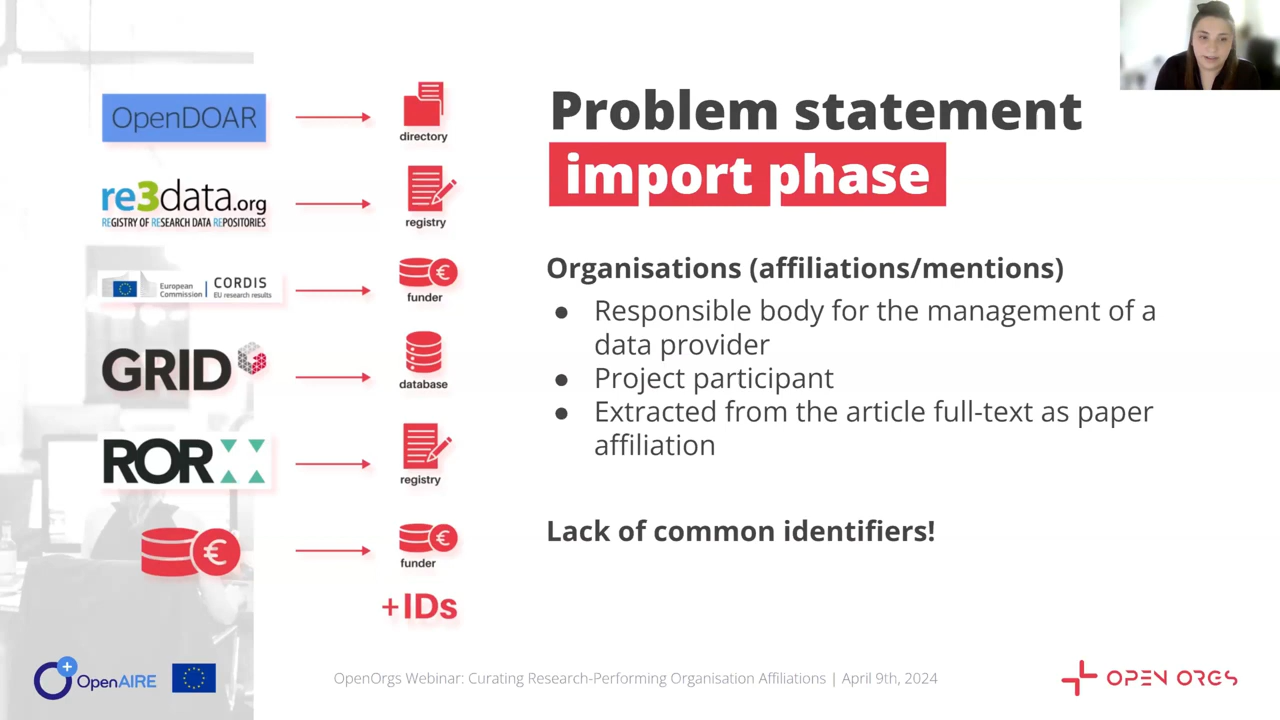 OpenDOAR
directory
re3data.org
REGISTRY OF RESEARCH DATA REPOSITORIES
registry
European
Commission
CORDIS
EU research results
funder
GRID
database
ROR
registry
€
funder
+IDs
Problem statement
import phase
Organisations (affiliations/mentions)
● Responsible body for the management of a
data provider
● Project participant
● Extracted from the article full-text as paper
affiliation
Lack of common identifiers!
OpenAIRE
OpenOrgs Webinar: Curating Research-Performing Organisation Affiliations | April 9th, 2024
OPEN ORGS